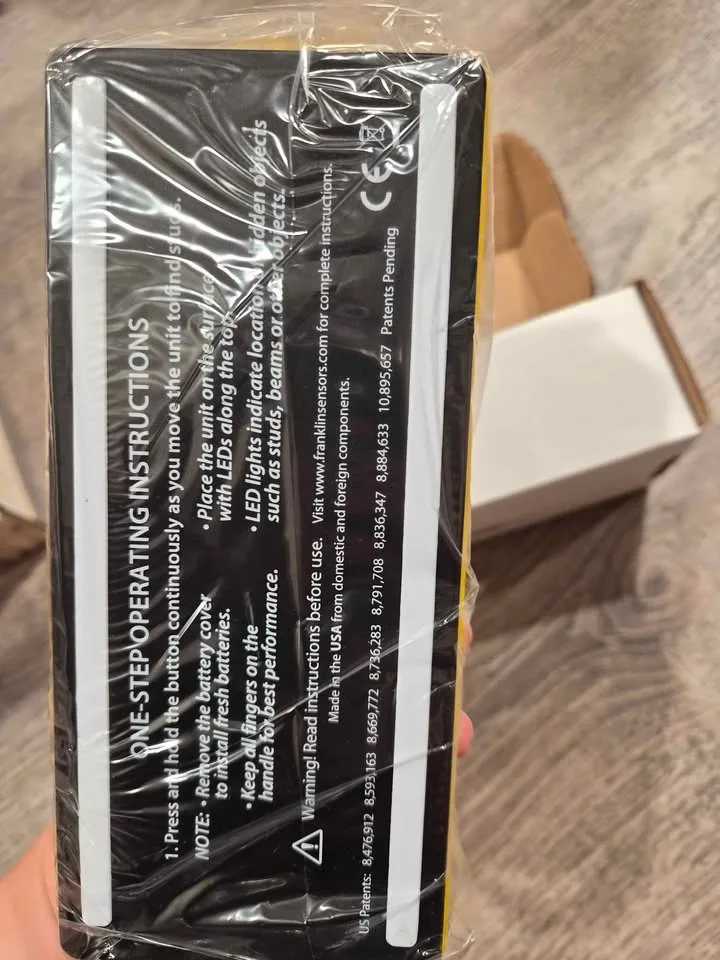 ONE-STEP OPERATING INSTRUCTIONS
1. Press and hold the button continuously as you move the unit to find studs.
NOTE: • Remove the battery cover
to install fresh batteries.
• Keep all fingers on the
handle for best performance.
• Place the unit on the surface
with LEDs along the top.
• LED lights indicate location hidden objects
such as studs, beams or other objects.
Warning! Read instructions before use. Visit www.franklinsensors.com for complete instructions.
Made in the USA from domestic and foreign components.
US Patents: 8,476,912 8,593,163 8,669,772 8,736,283 8,791,708 8,836,347 8,884,633 10,895,657 Patents Pending
CE